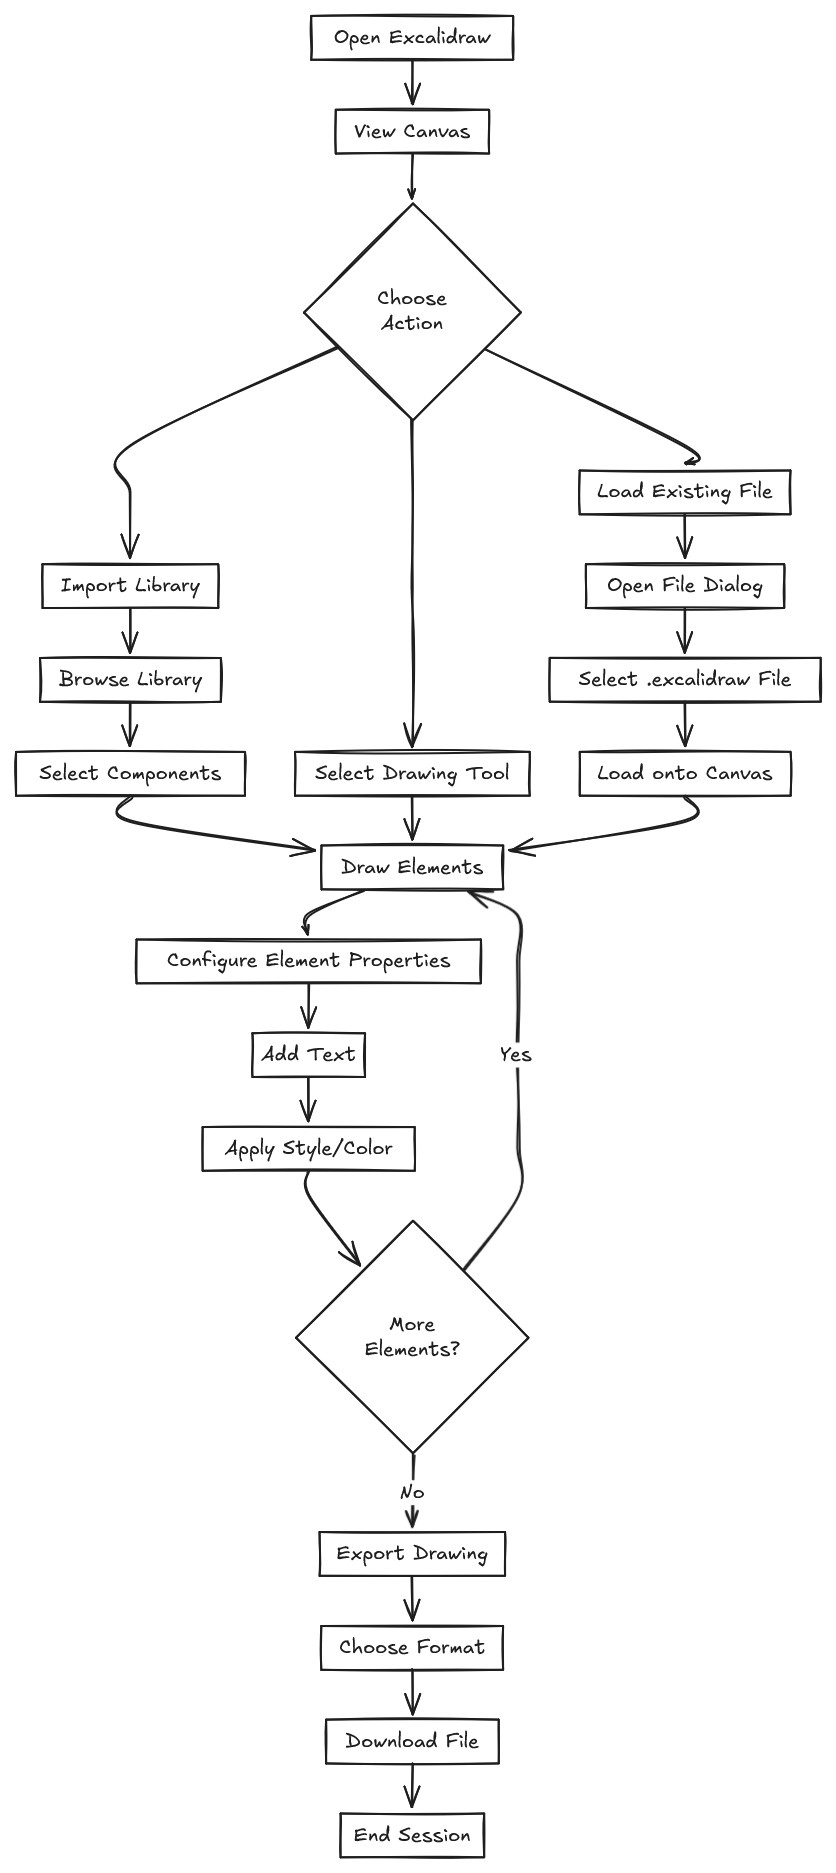 Open Excalidraw
View Canvas
Choose
Action
Load Existing File
Import Library
Open File Dialog
Browse Library
Select .excalidraw File
Select Components
Select Drawing Tool
Load onto Canvas
Draw Elements
Configure Element Properties
Add Text
Yes
Apply Style/Color
More
Elements?
No
Export Drawing
Choose Format
Download File
End Session